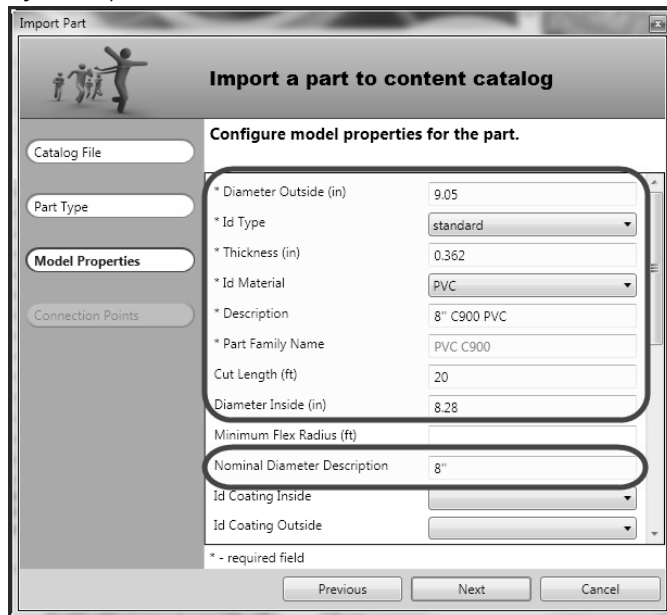 Import Part
Import a part to content catalog
Catalog File
Part Type
Model Properties
Connection Points
Configure model properties for the part.
* Diameter Outside (in) 9.05
* Id Type standard
* Thickness (in) 0.362
* Id Material PVC
* Description 8" C900 PVC
* Part Family Name PVC C900
Cut Length (ft) 20
Diameter Inside (in) 8.28
Minimum Flex Radius (ft)
Nominal Diameter Description 8"
Id Coating Inside
Id Coating Outside
* - required field
Previous Next Cancel